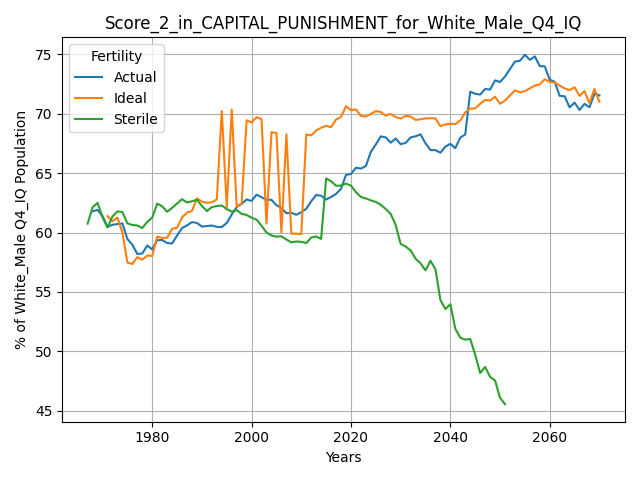 Score_2_in_CAPITAL_PUNISHMENT_for_White_Male_Q4_IQ
Fertility
Actual
Ideal
Sterile
% of White_Male Q4_IQ Population
75
70
65
60
55
50
45
1980
2000
2020
2040
2060
Years